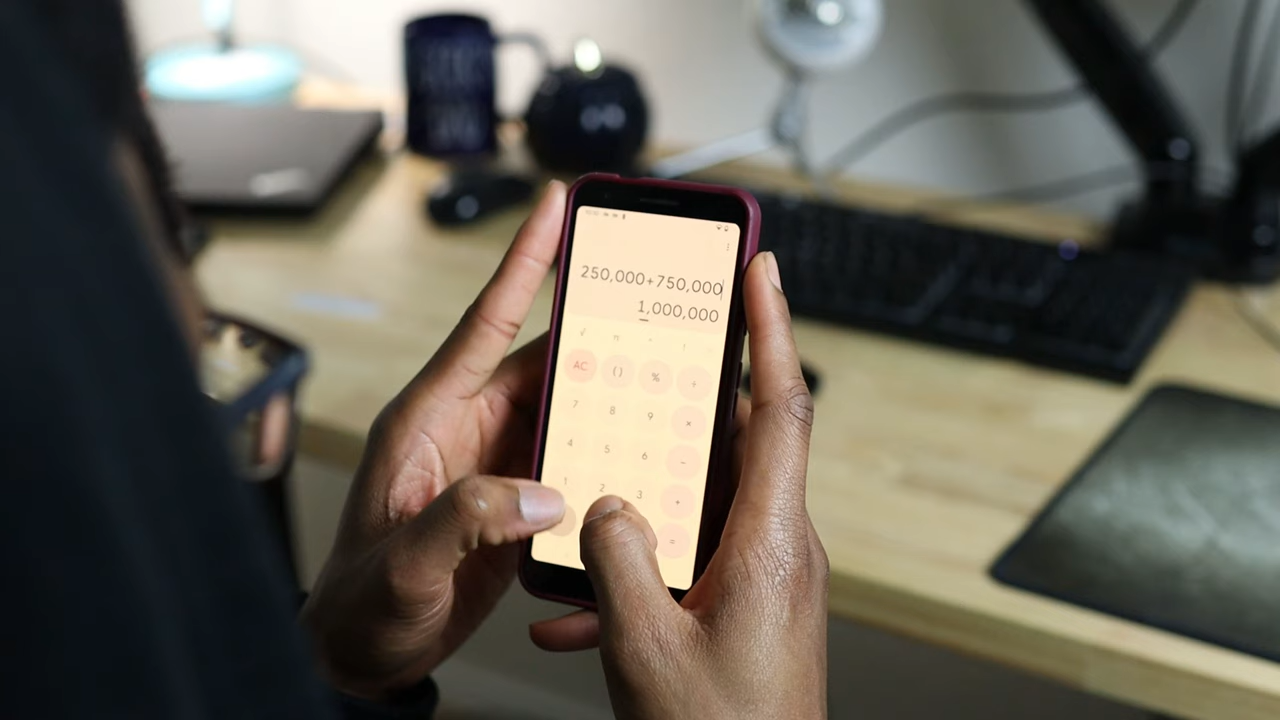 250,000+750,000
1,000,000
√ π ^ !
AC ( ) % ÷
7 8 9 ×
4 5 6 −
1 2 3 +
=